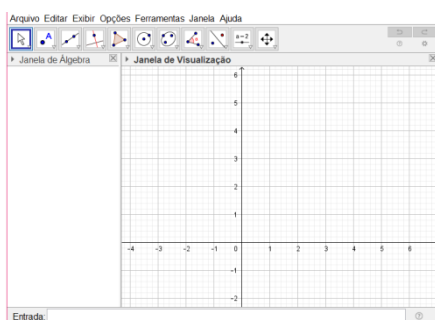 Arquivo Editar Exibir Opções Ferramentas Janela Ajuda
A
a=2
Janela de Álgebra
Janela de Visualização
6
5
4
3
2
1
-4 -3 -2 -1 0 1 2 3 4 5 6
-1
-2
Entrada: